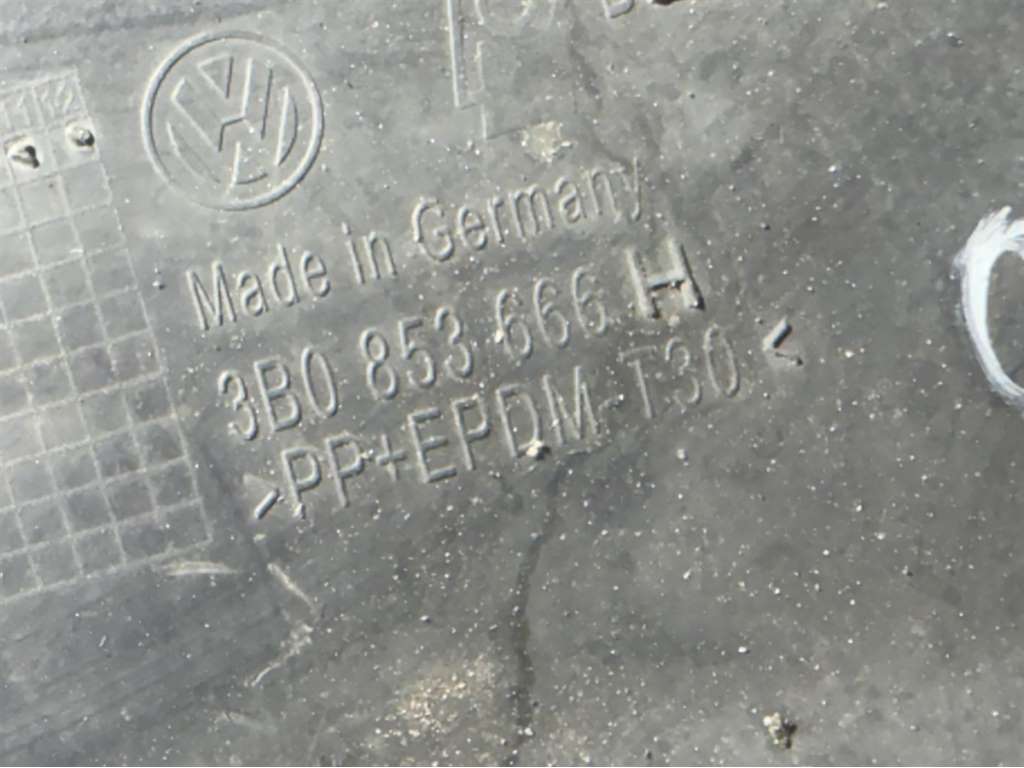 Made in Germany
3B0 853 666 H
>PP+EPDM-T30<